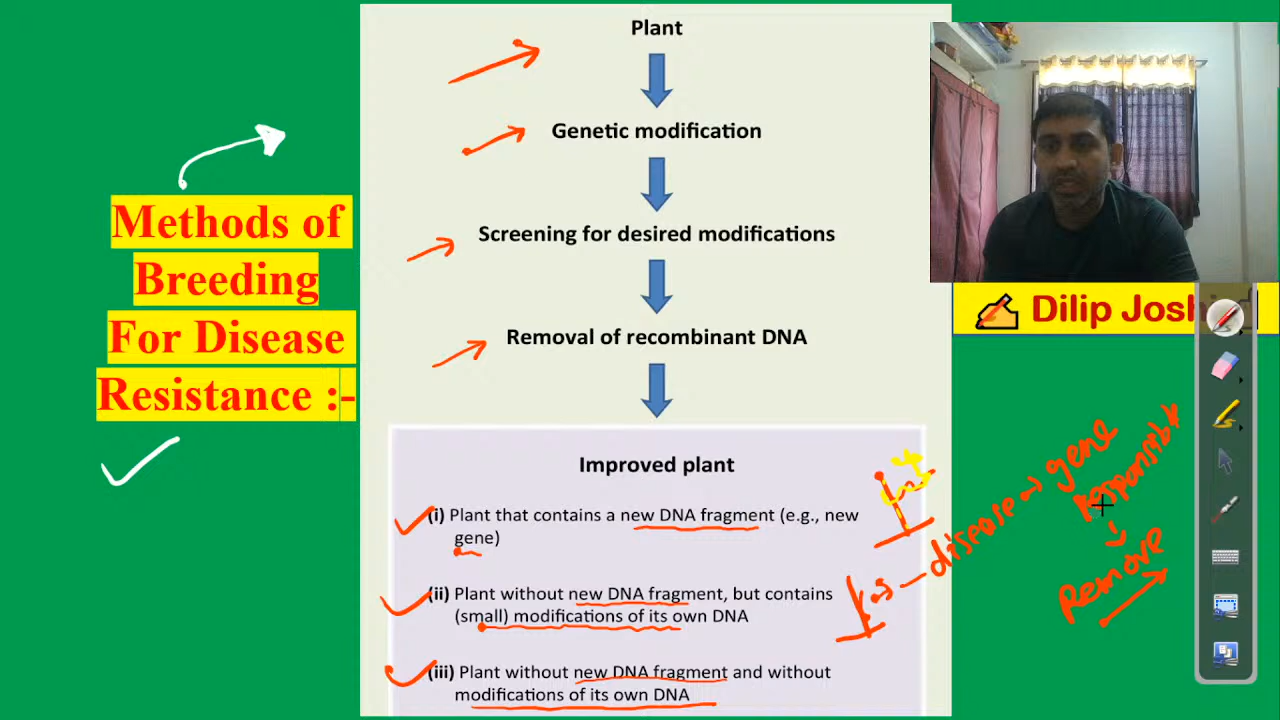 Plant
Genetic modification
Screening for desired modifications
Removal of recombinant DNA
Methods of
Breeding
For Disease
Resistance :-
Improved plant
(i) Plant that contains a new DNA fragment (e.g., new
gene)
(ii) Plant without new DNA fragment, but contains
(small) modifications of its own DNA
(iii) Plant without new DNA fragment and without
modifications of its own DNA
Dilip Joshi
disease → gene
Remove